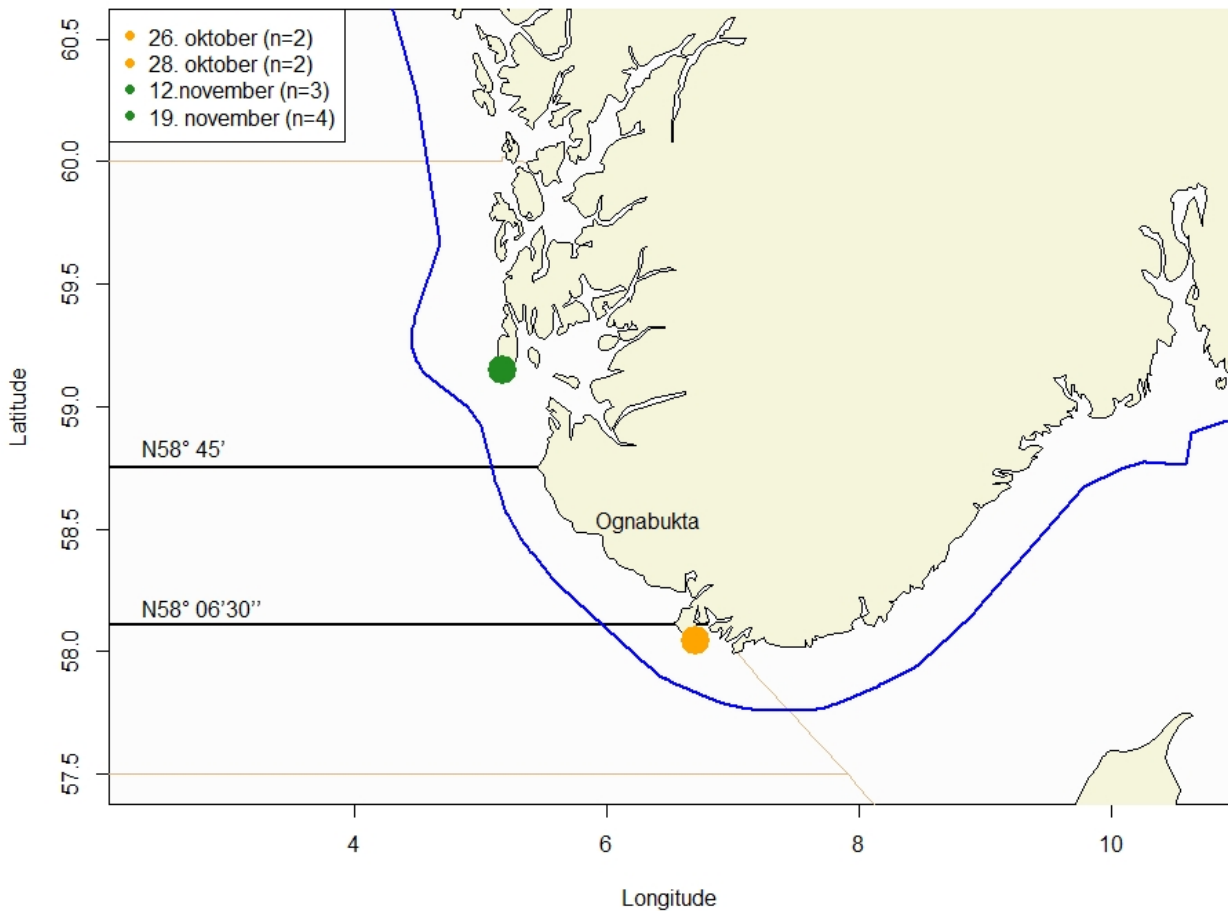 26. oktober (n=2)
28. oktober (n=2)
12.november (n=3)
19. november (n=4)
60.5
60.0
59.5
59.0
58.5
58.0
57.5
Latitude
N58° 45’
Ognabukta
N58° 06’30’’
4 6 8 10
Longitude